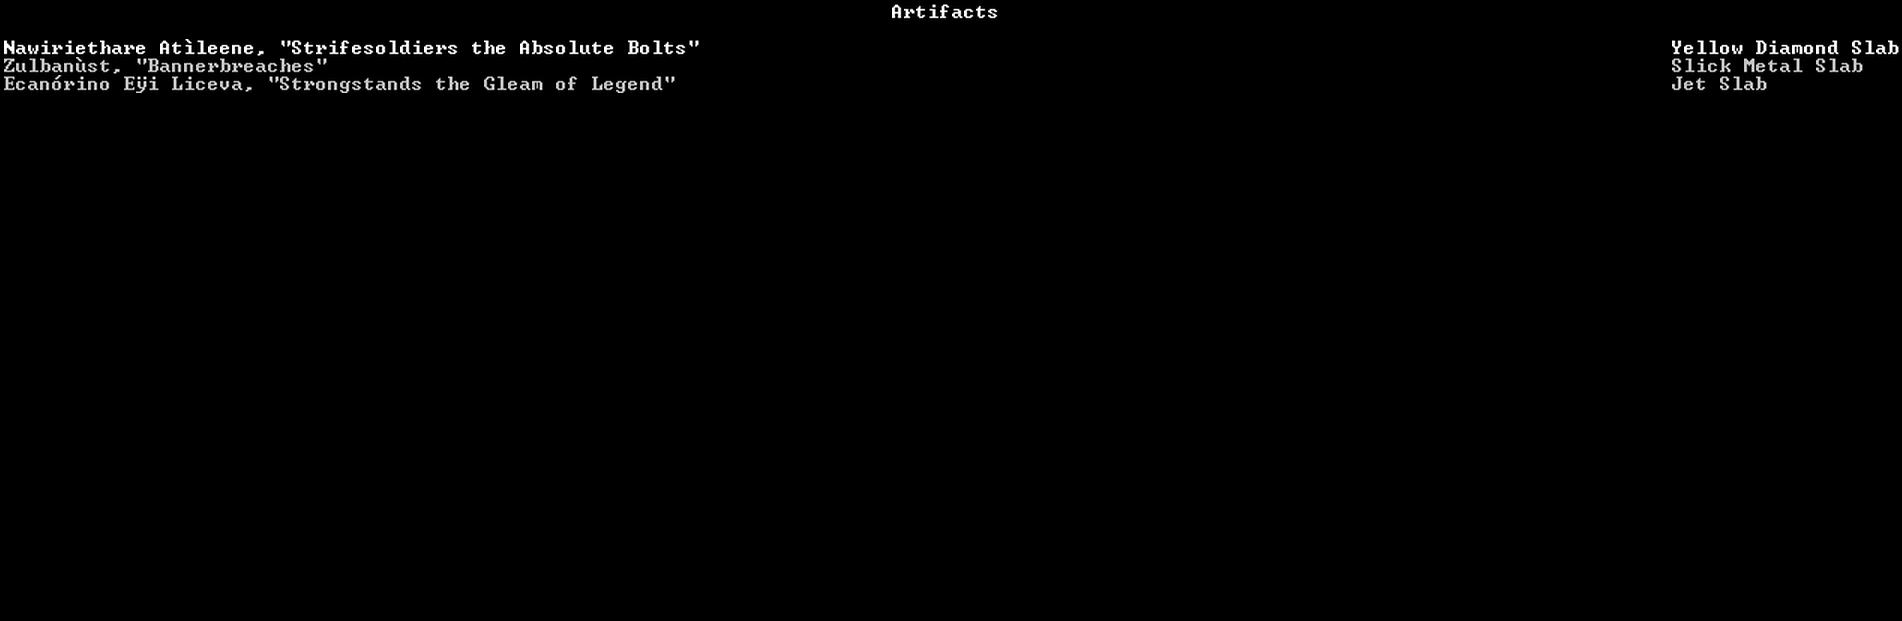 Artifacts
Nawiriethare Atìleene, "Strifesoldiers the Absolute Bolts" Yellow Diamond Slab
Zulbanùst, "Bannerbreaches" Slick Metal Slab
Ecanórino Eÿi Liceva, "Strongstands the Gleam of Legend" Jet Slab